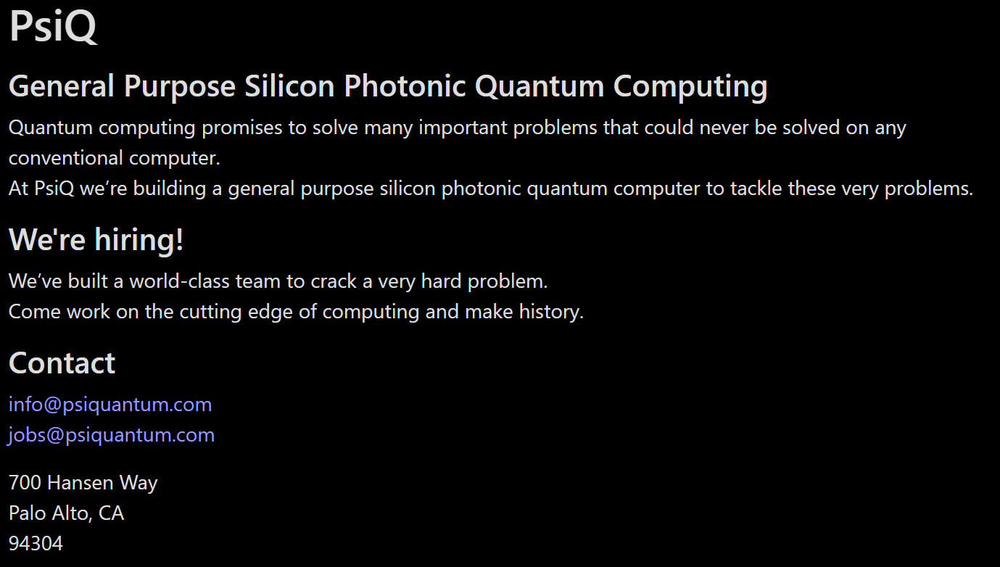 PsiQ
General Purpose Silicon Photonic Quantum Computing
Quantum computing promises to solve many important problems that could never be solved on any
conventional computer.
At PsiQ we’re building a general purpose silicon photonic quantum computer to tackle these very problems.
We're hiring!
We’ve built a world-class team to crack a very hard problem.
Come work on the cutting edge of computing and make history.
Contact
info@psiquantum.com
jobs@psiquantum.com
700 Hansen Way
Palo Alto, CA
94304